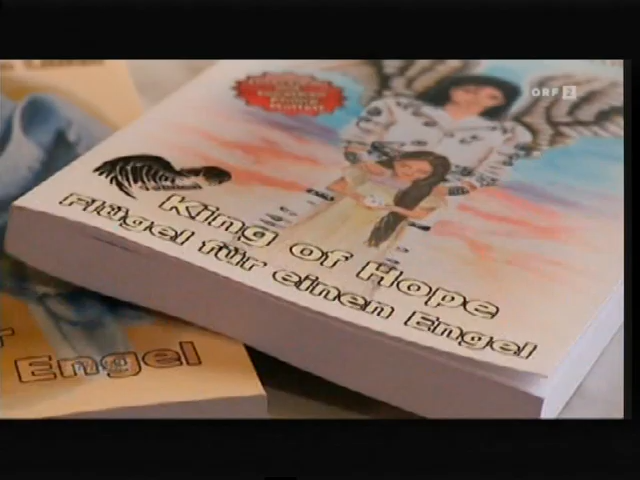 ORF 2
King of Hope
Flügel für einen Engel
Engel